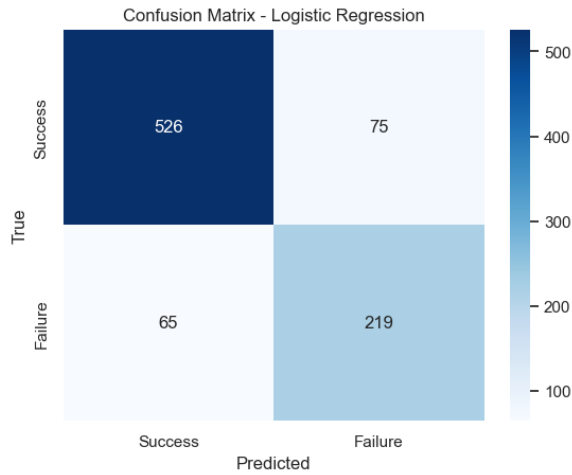 Confusion Matrix - Logistic Regression
500
526 75
Success
400
True
300
200
65 219
Failure
100
Success Failure
Predicted